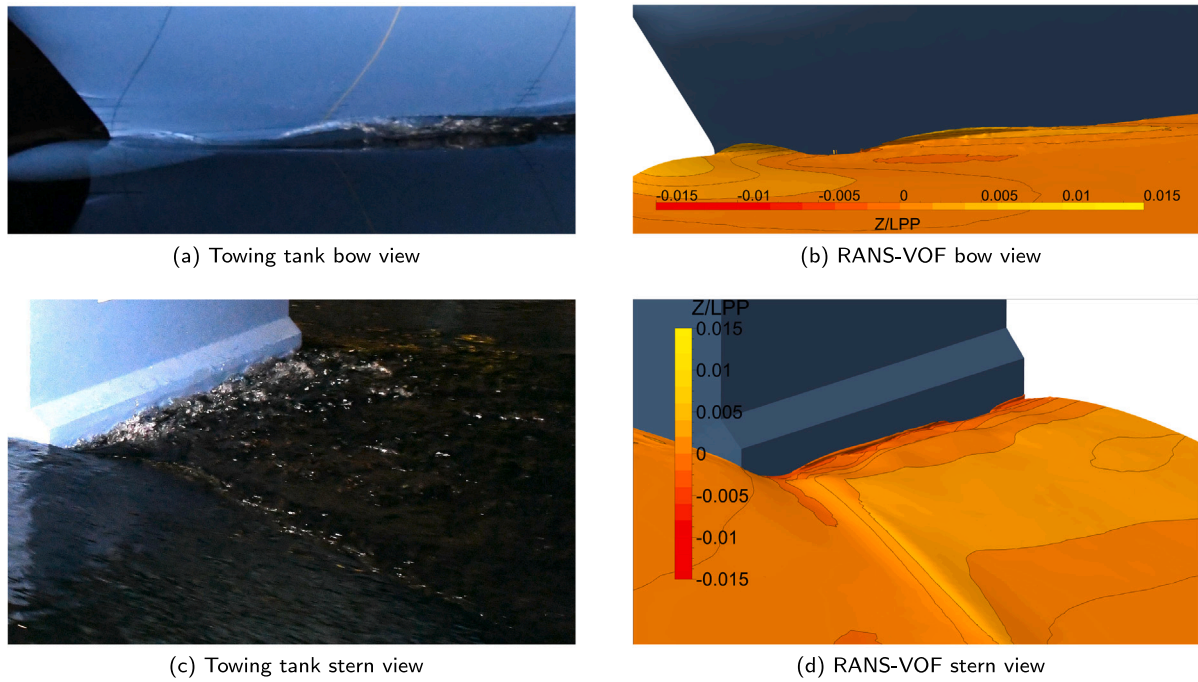 -0.015 -0.01 -0.005 0 0.005 0.01 0.015
Z/LPP
(a) Towing tank bow view
(b) RANS-VOF bow view
Z/LPP
0.015
0.01
0.005
0
-0.005
-0.01
-0.015
(c) Towing tank stern view
(d) RANS-VOF stern view